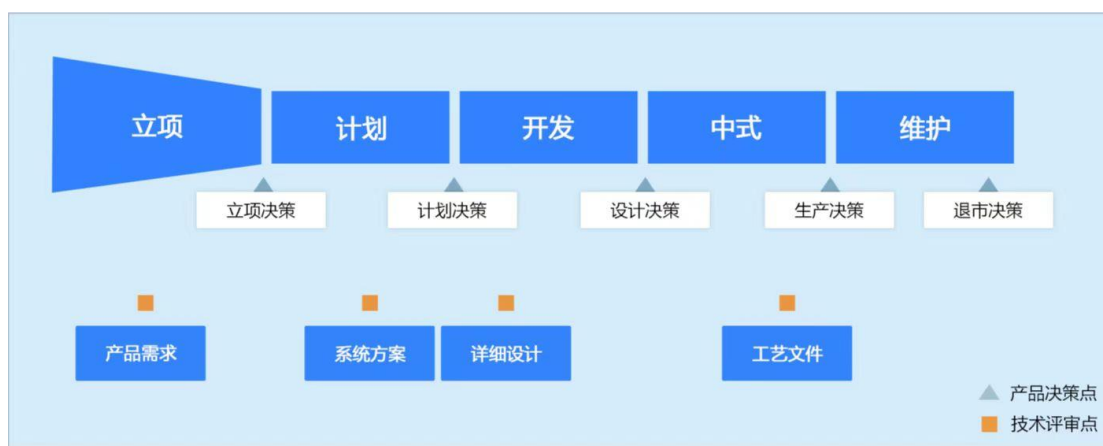 立项
计划
开发
中式
维护
立项决策
计划决策
设计决策
生产决策
退市决策
产品需求
系统方案
详细设计
工艺文件
产品决策点
技术评审点